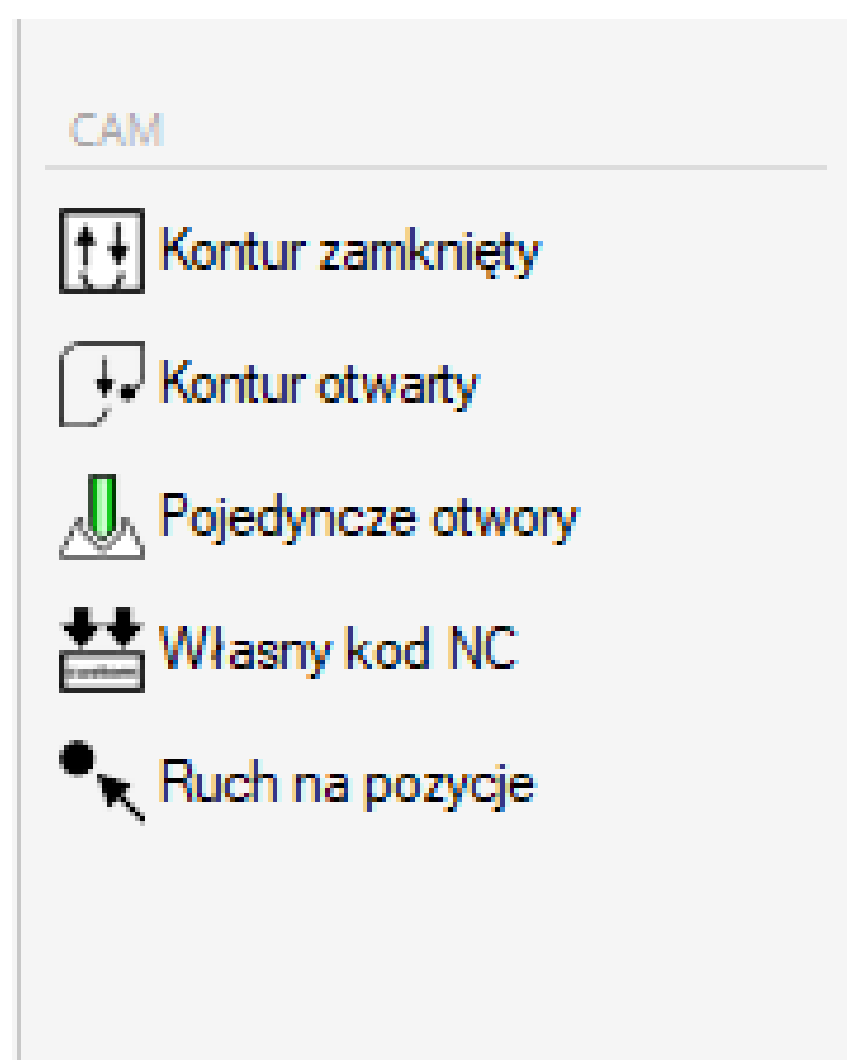 CAM
Kontur zamknięty
Kontur otwarty
Pojedyncze otwory
Własny kod NC
Ruch na pozycje